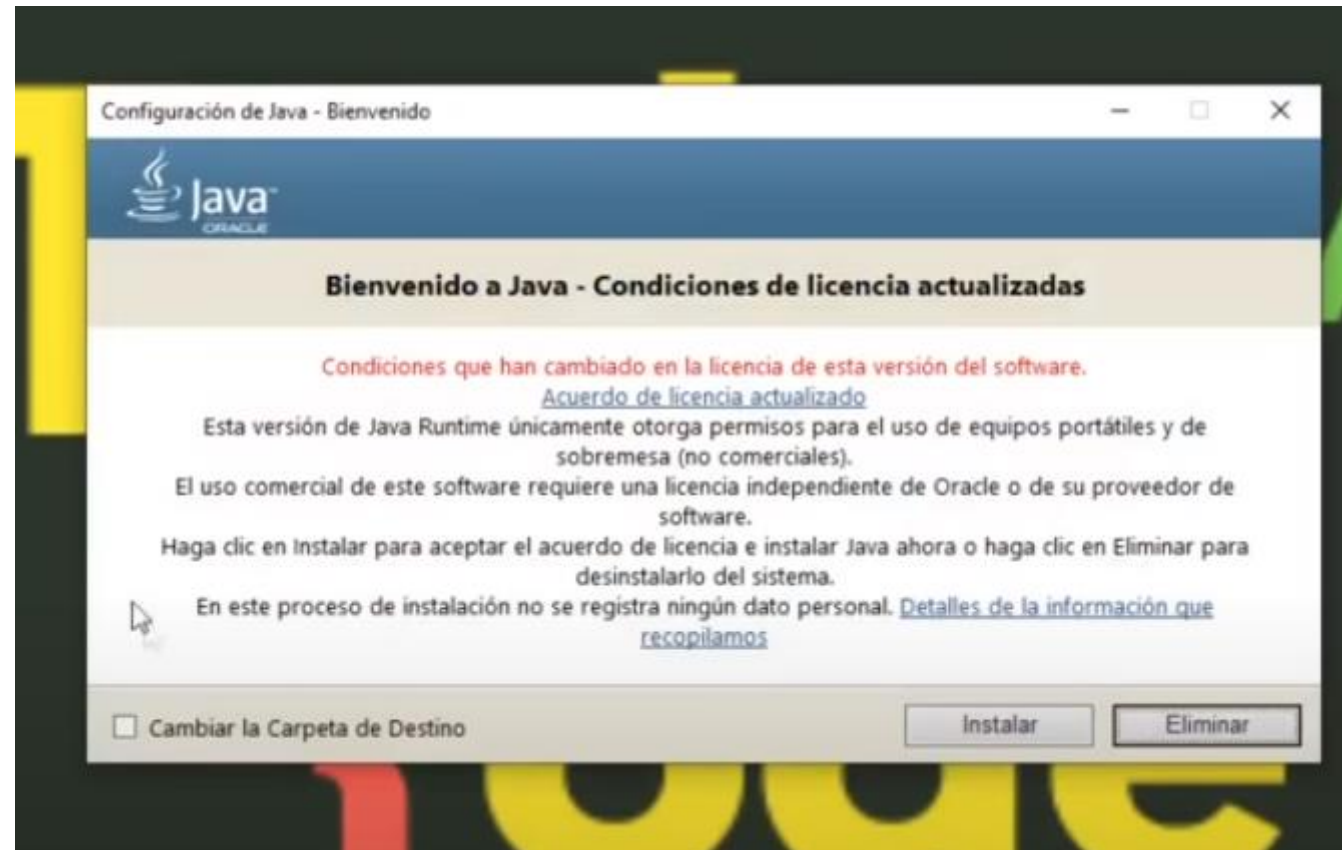 Configuración de Java - Bienvenido
Java
ORACLE
Bienvenido a Java - Condiciones de licencia actualizadas
Condiciones que han cambiado en la licencia de esta versión del software.
Acuerdo de licencia actualizado
Esta versión de Java Runtime únicamente otorga permisos para el uso de equipos portátiles y de
sobremesa (no comerciales).
El uso comercial de este software requiere una licencia independiente de Oracle o de su proveedor de
software.
Haga clic en Instalar para aceptar el acuerdo de licencia e instalar Java ahora o haga clic en Eliminar para
desinstalarlo del sistema.
En este proceso de instalación no se registra ningún dato personal. Detalles de la información que
recopilamos
Cambiar la Carpeta de Destino
Instalar
Eliminar